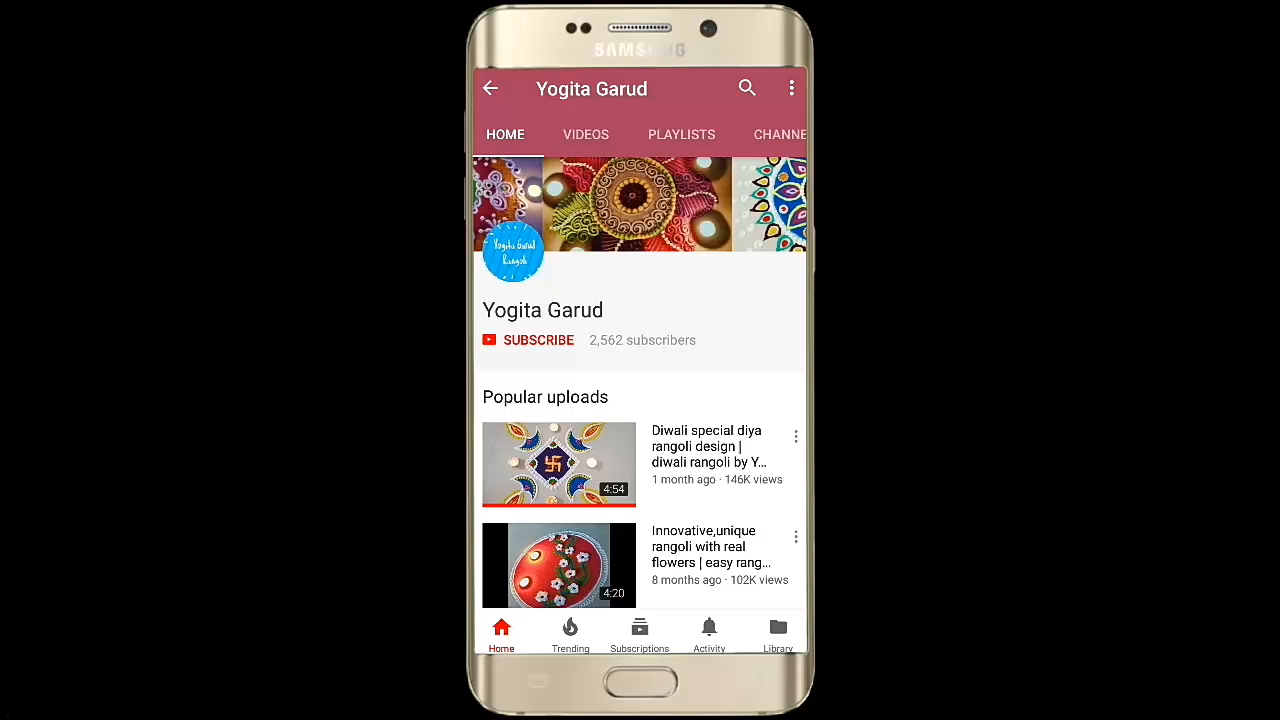 SAMSUNG
Yogita Garud
HOME VIDEOS PLAYLISTS CHANNE
Yogita Garud
Rangoli
Yogita Garud
SUBSCRIBE 2,562 subscribers
Popular uploads
Diwali special diya
rangoli design |
diwali rangoli by Y...
1 month ago · 146K views
4:54
Innovative,unique
rangoli with real
flowers | easy rang...
8 months ago · 102K views
4:20
Home Trending Subscriptions Activity Library